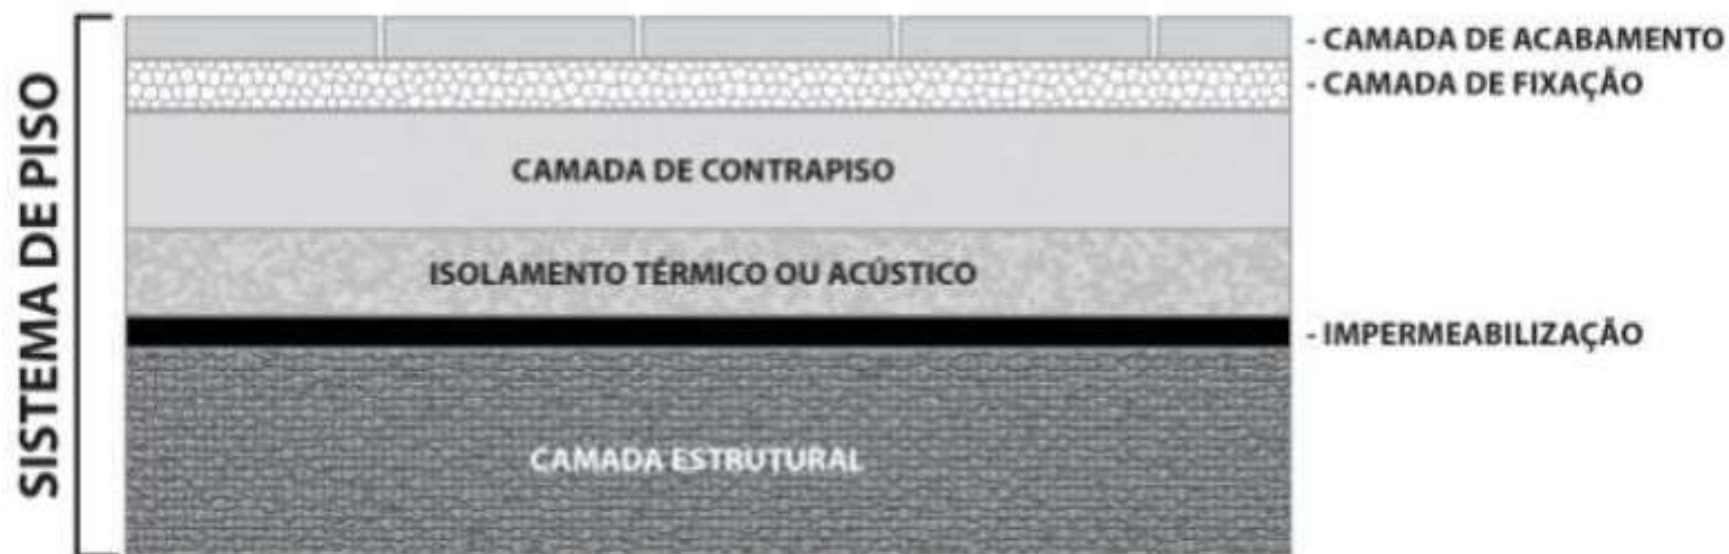 SISTEMA DE PISO
- CAMADA DE ACABAMENTO
- CAMADA DE FIXAÇÃO
CAMADA DE CONTRAPISO
ISOLAMENTO TÉRMICO OU ACÚSTICO
- IMPERMEABILIZAÇÃO
CAMADA ESTRUTURAL